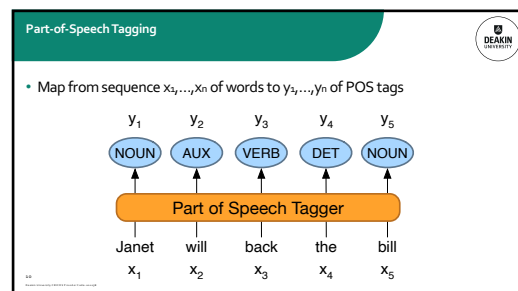 Part-of-Speech Tagging
DEAKIN
UNIVERSITY
• Map from sequence x₁,…,xₙ of words to y₁,…,yₙ of POS tags
y₁ y₂ y₃ y₄ y₅
NOUN AUX VERB DET NOUN
Part of Speech Tagger
Janet will back the bill
x₁ x₂ x₃ x₄ x₅